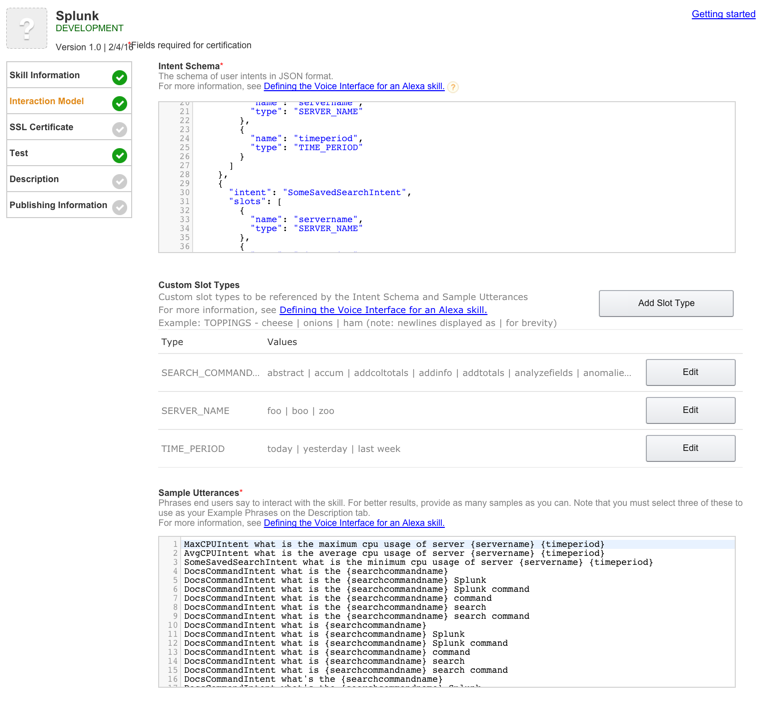 ?
Splunk
DEVELOPMENT
Version 1.0 | 2/4/16
Getting started
*Fields required for certification
Skill Information
Interaction Model
SSL Certificate
Test
Description
Publishing Information
Intent Schema*
The schema of user intents in JSON format.
For more information, see Defining the Voice Interface for an Alexa skill. ?
20 "name": "servername",
21 "type": "SERVER_NAME"
22 },
23 {
24 "name": "timeperiod",
25 "type": "TIME_PERIOD"
26 }
27 ]
28 },
29 {
30 "intent": "SomeSavedSearchIntent",
31 "slots": [
32 {
33 "name": "servername",
34 "type": "SERVER_NAME"
35 },
36 {
Custom Slot Types
Custom slot types to be referenced by the Intent Schema and Sample Utterances
For more information, see Defining the Voice Interface for an Alexa skill.
Example: TOPPINGS - cheese | onions | ham (note: newlines displayed as | for brevity)
Add Slot Type
Type Values
SEARCH_COMMAND... abstract | accum | addcoltotals | addinfo | addtotals | analyzefields | anomalie... Edit
SERVER_NAME foo | boo | zoo Edit
TIME_PERIOD today | yesterday | last week Edit
Sample Utterances*
Phrases end users say to interact with the skill. For better results, provide as many samples as you can. Note that you must select three of these to
use as your Example Phrases on the Description tab.
For more information, see Defining the Voice Interface for an Alexa skill.
1 MaxCPUIntent what is the maximum cpu usage of server {servername} {timeperiod}
2 AvgCPUIntent what is the average cpu usage of server {servername} {timeperiod}
3 SomeSavedSearchIntent what is the minimum cpu usage of server {servername} {timeperiod}
4 DocsCommandIntent what is the {searchcommandname}
5 DocsCommandIntent what is the {searchcommandname} Splunk
6 DocsCommandIntent what is the {searchcommandname} Splunk command
7 DocsCommandIntent what is the {searchcommandname} command
8 DocsCommandIntent what is the {searchcommandname} search
9 DocsCommandIntent what is the {searchcommandname} search command
10 DocsCommandIntent what is {searchcommandname}
11 DocsCommandIntent what is {searchcommandname} Splunk
12 DocsCommandIntent what is {searchcommandname} Splunk command
13 DocsCommandIntent what is {searchcommandname} command
14 DocsCommandIntent what is {searchcommandname} search
15 DocsCommandIntent what is {searchcommandname} search command
16 DocsCommandIntent what's the {searchcommandname}
17 DocsCommandIntent what's the {searchcommandname} Splunk